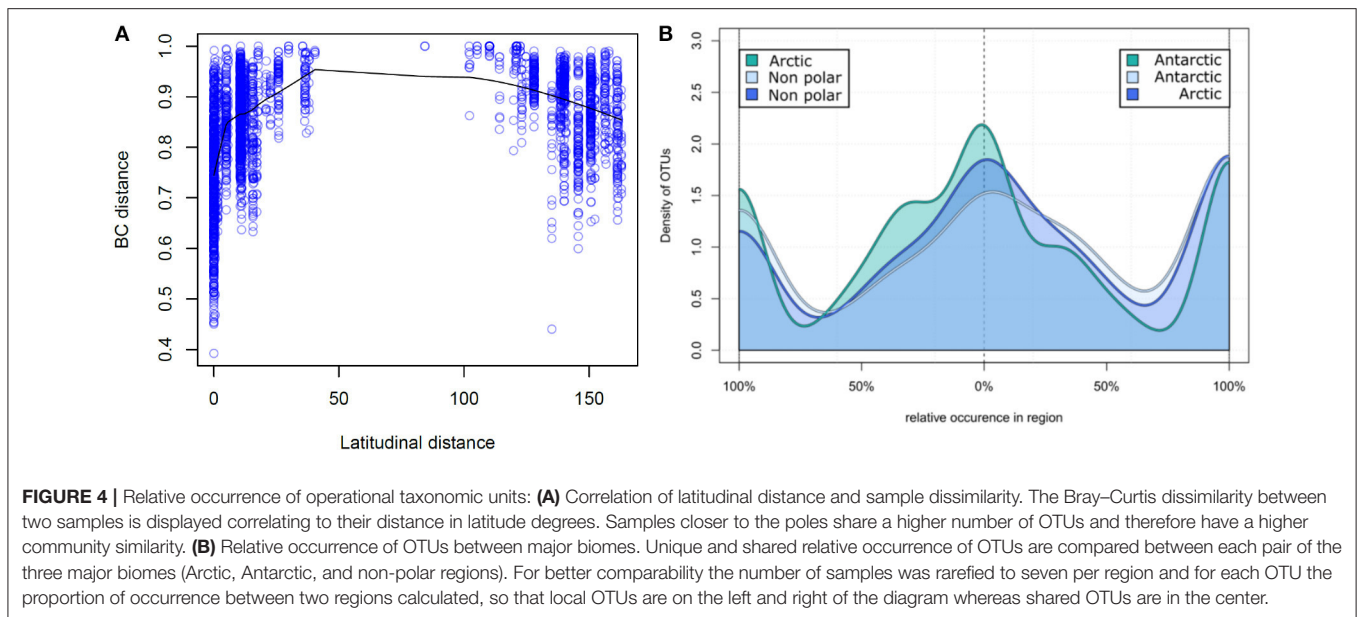 A
BC distance
1.0
0.9
0.8
0.7
0.6
0.5
0.4
0
50
100
150
Latitudinal distance
B
Density of OTUs
3.0
2.5
2.0
1.5
1.0
0.5
0.0
Arctic
Non polar
Non polar
Antarctic
Antarctic
Arctic
100%
50%
0%
50%
100%
relative occurence in region
FIGURE 4 | Relative occurrence of operational taxonomic units: (A) Correlation of latitudinal distance and sample dissimilarity. The Bray–Curtis dissimilarity between
two samples is displayed correlating to their distance in latitude degrees. Samples closer to the poles share a higher number of OTUs and therefore have a higher
community similarity. (B) Relative occurrence of OTUs between major biomes. Unique and shared relative occurrence of OTUs are compared between each pair of the
three major biomes (Arctic, Antarctic, and non-polar regions). For better comparability the number of samples was rarefied to seven per region and for each OTU the
proportion of occurrence between two regions calculated, so that local OTUs are on the left and right of the diagram whereas shared OTUs are in the center.